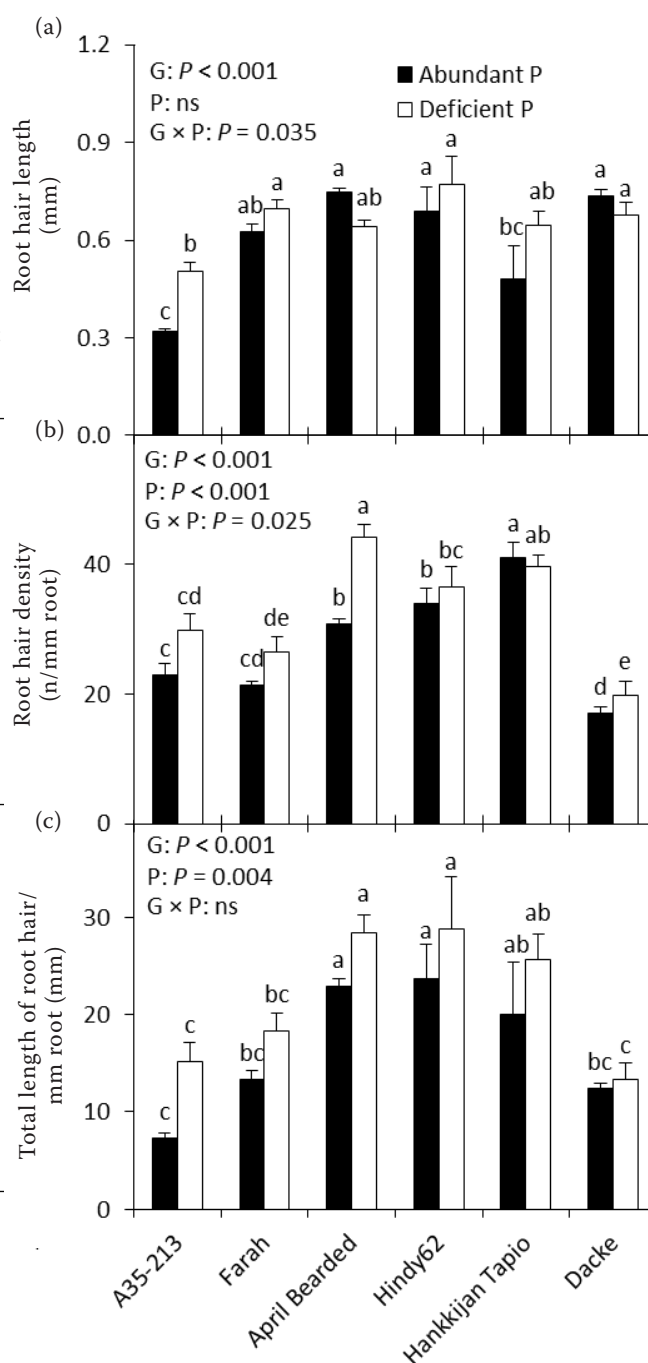 (a)
1.2
0.9
0.6
0.3
0.0
Root hair length
(mm)
G: P < 0.001
P: ns
G × P: P = 0.035
Abundant P
Deficient P
c b ab a a ab a a bc ab a a
(b)
40
20
0
Root hair density
(n/mm root)
G: P < 0.001
P: P < 0.001
G × P: P = 0.025
c cd cd de b a b bc a ab d e
(c)
30
20
10
0
Total length of root hair/
mm root (mm)
G: P < 0.001
P: P = 0.004
G × P: ns
c c bc bc a a a a ab ab bc c
A35-213
Farah
April Bearded
Hindy62
Hankkijan Tapio
Dacke